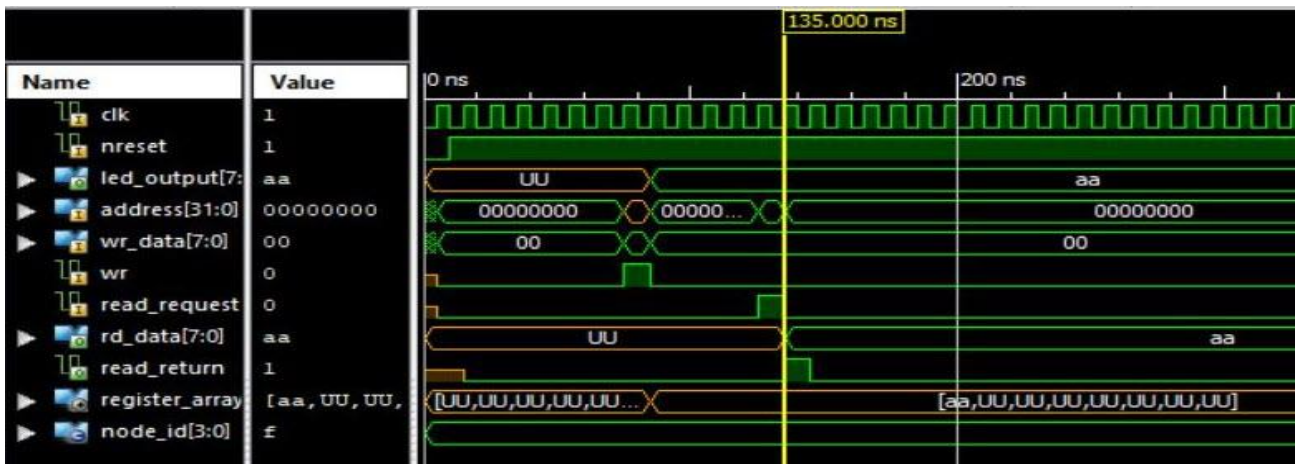 135.000 ns
Name Value 0 ns 200 ns
clk 1
nreset 1
led_output[7: aa UU aa
address[31:0] 00000000 00000000 00000... 00000000
wr_data[7:0] 00 00 00
wr 0
read_request 0
rd_data[7:0] aa UU aa
read_return 1
register_array [aa,UU,UU, [UU,UU,UU,UU,UU... [aa,UU,UU,UU,UU,UU,UU,UU]
node_id[3:0] f